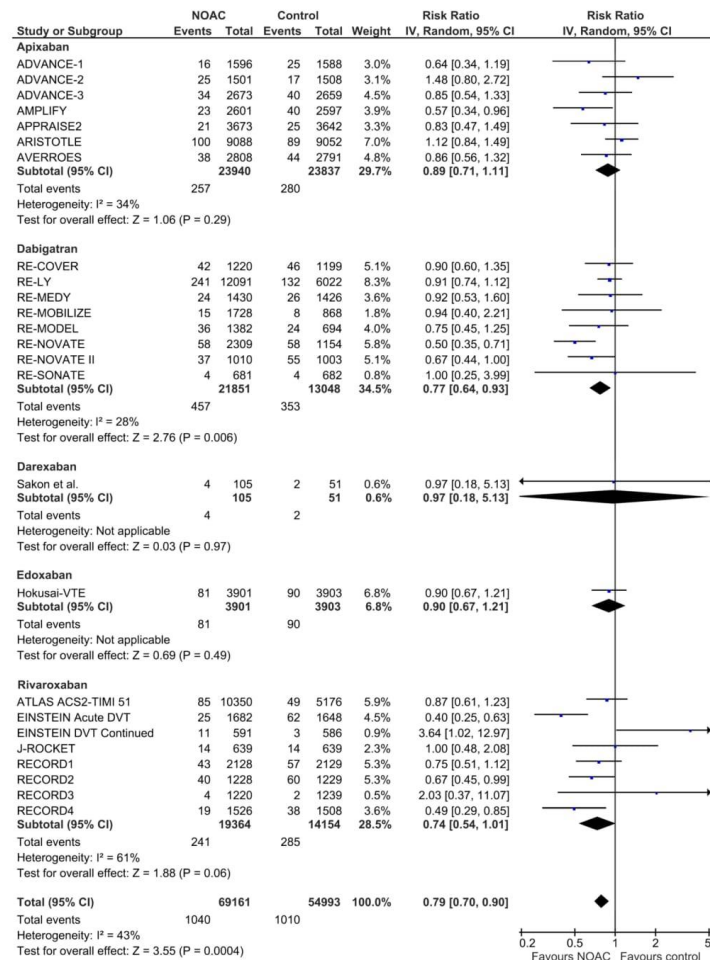 NOAC Control Risk Ratio Risk Ratio
Study or Subgroup Events Total Events Total Weight IV, Random, 95% CI IV, Random, 95% CI
Apixaban
ADVANCE-1 16 1596 25 1588 3.0% 0.64 [0.34, 1.19]
ADVANCE-2 25 1501 17 1508 3.1% 1.48 [0.80, 2.72]
ADVANCE-3 34 2673 40 2659 4.5% 0.85 [0.54, 1.33]
AMPLIFY 23 2601 40 2597 4.0% 0.57 [0.34, 0.96]
APPRAISE2 21 3673 25 3642 3.3% 0.83 [0.47, 1.49]
ARISTOTLE 100 9088 89 9052 7.0% 1.12 [0.84, 1.49]
AVERROES 38 2808 44 2791 4.8% 0.86 [0.56, 1.32]
Subtotal (95% CI) 23940 23837 29.7% 0.89 [0.71, 1.11]
Total events 257 280
Heterogeneity: I² = 34%
Test for overall effect: Z = 1.06 (P = 0.29)
Dabigatran
RE-COVER 42 1220 46 1199 5.1% 0.90 [0.60, 1.35]
RE-LY 241 12091 132 6022 8.3% 0.91 [0.74, 1.12]
RE-MEDY 24 1430 26 1426 3.6% 0.92 [0.53, 1.60]
RE-MOBILIZE 15 1728 8 868 1.8% 0.94 [0.40, 2.21]
RE-MODEL 36 1382 24 694 4.0% 0.75 [0.45, 1.25]
RE-NOVATE 58 2309 58 1154 5.8% 0.50 [0.35, 0.71]
RE-NOVATE II 37 1010 55 1003 5.1% 0.67 [0.44, 1.00]
RE-SONATE 4 681 4 682 0.8% 1.00 [0.25, 3.99]
Subtotal (95% CI) 21851 13048 34.5% 0.77 [0.64, 0.93]
Total events 457 353
Heterogeneity: I² = 28%
Test for overall effect: Z = 2.76 (P = 0.006)
Darexaban
Sakon et al. 4 105 2 51 0.6% 0.97 [0.18, 5.13]
Subtotal (95% CI) 105 51 0.6% 0.97 [0.18, 5.13]
Total events 4 2
Heterogeneity: Not applicable
Test for overall effect: Z = 0.03 (P = 0.97)
Edoxaban
Hokusai-VTE 81 3901 90 3903 6.8% 0.90 [0.67, 1.21]
Subtotal (95% CI) 3901 3903 6.8% 0.90 [0.67, 1.21]
Total events 81 90
Heterogeneity: Not applicable
Test for overall effect: Z = 0.69 (P = 0.49)
Rivaroxaban
ATLAS ACS2-TIMI 51 85 10350 49 5176 5.9% 0.87 [0.61, 1.23]
EINSTEIN Acute DVT 25 1682 62 1648 4.5% 0.40 [0.25, 0.63]
EINSTEIN DVT Continued 11 591 3 586 0.9% 3.64 [1.02, 12.97]
J-ROCKET 14 639 14 639 2.3% 1.00 [0.48, 2.08]
RECORD1 43 2128 57 2129 5.3% 0.75 [0.51, 1.12]
RECORD2 40 1228 60 1229 5.3% 0.67 [0.45, 0.99]
RECORD3 4 1220 2 1239 0.5% 2.03 [0.37, 11.07]
RECORD4 19 1526 38 1508 3.6% 0.49 [0.29, 0.85]
Subtotal (95% CI) 19364 14154 28.5% 0.74 [0.54, 1.01]
Total events 241 285
Heterogeneity: I² = 61%
Test for overall effect: Z = 1.88 (P = 0.06)
Total (95% CI) 69161 54993 100.0% 0.79 [0.70, 0.90]
Total events 1040 1010
Heterogeneity: I² = 43%
Test for overall effect: Z = 3.55 (P = 0.0004)
0.2 0.5 1 2 5
Favours NOAC Favours control